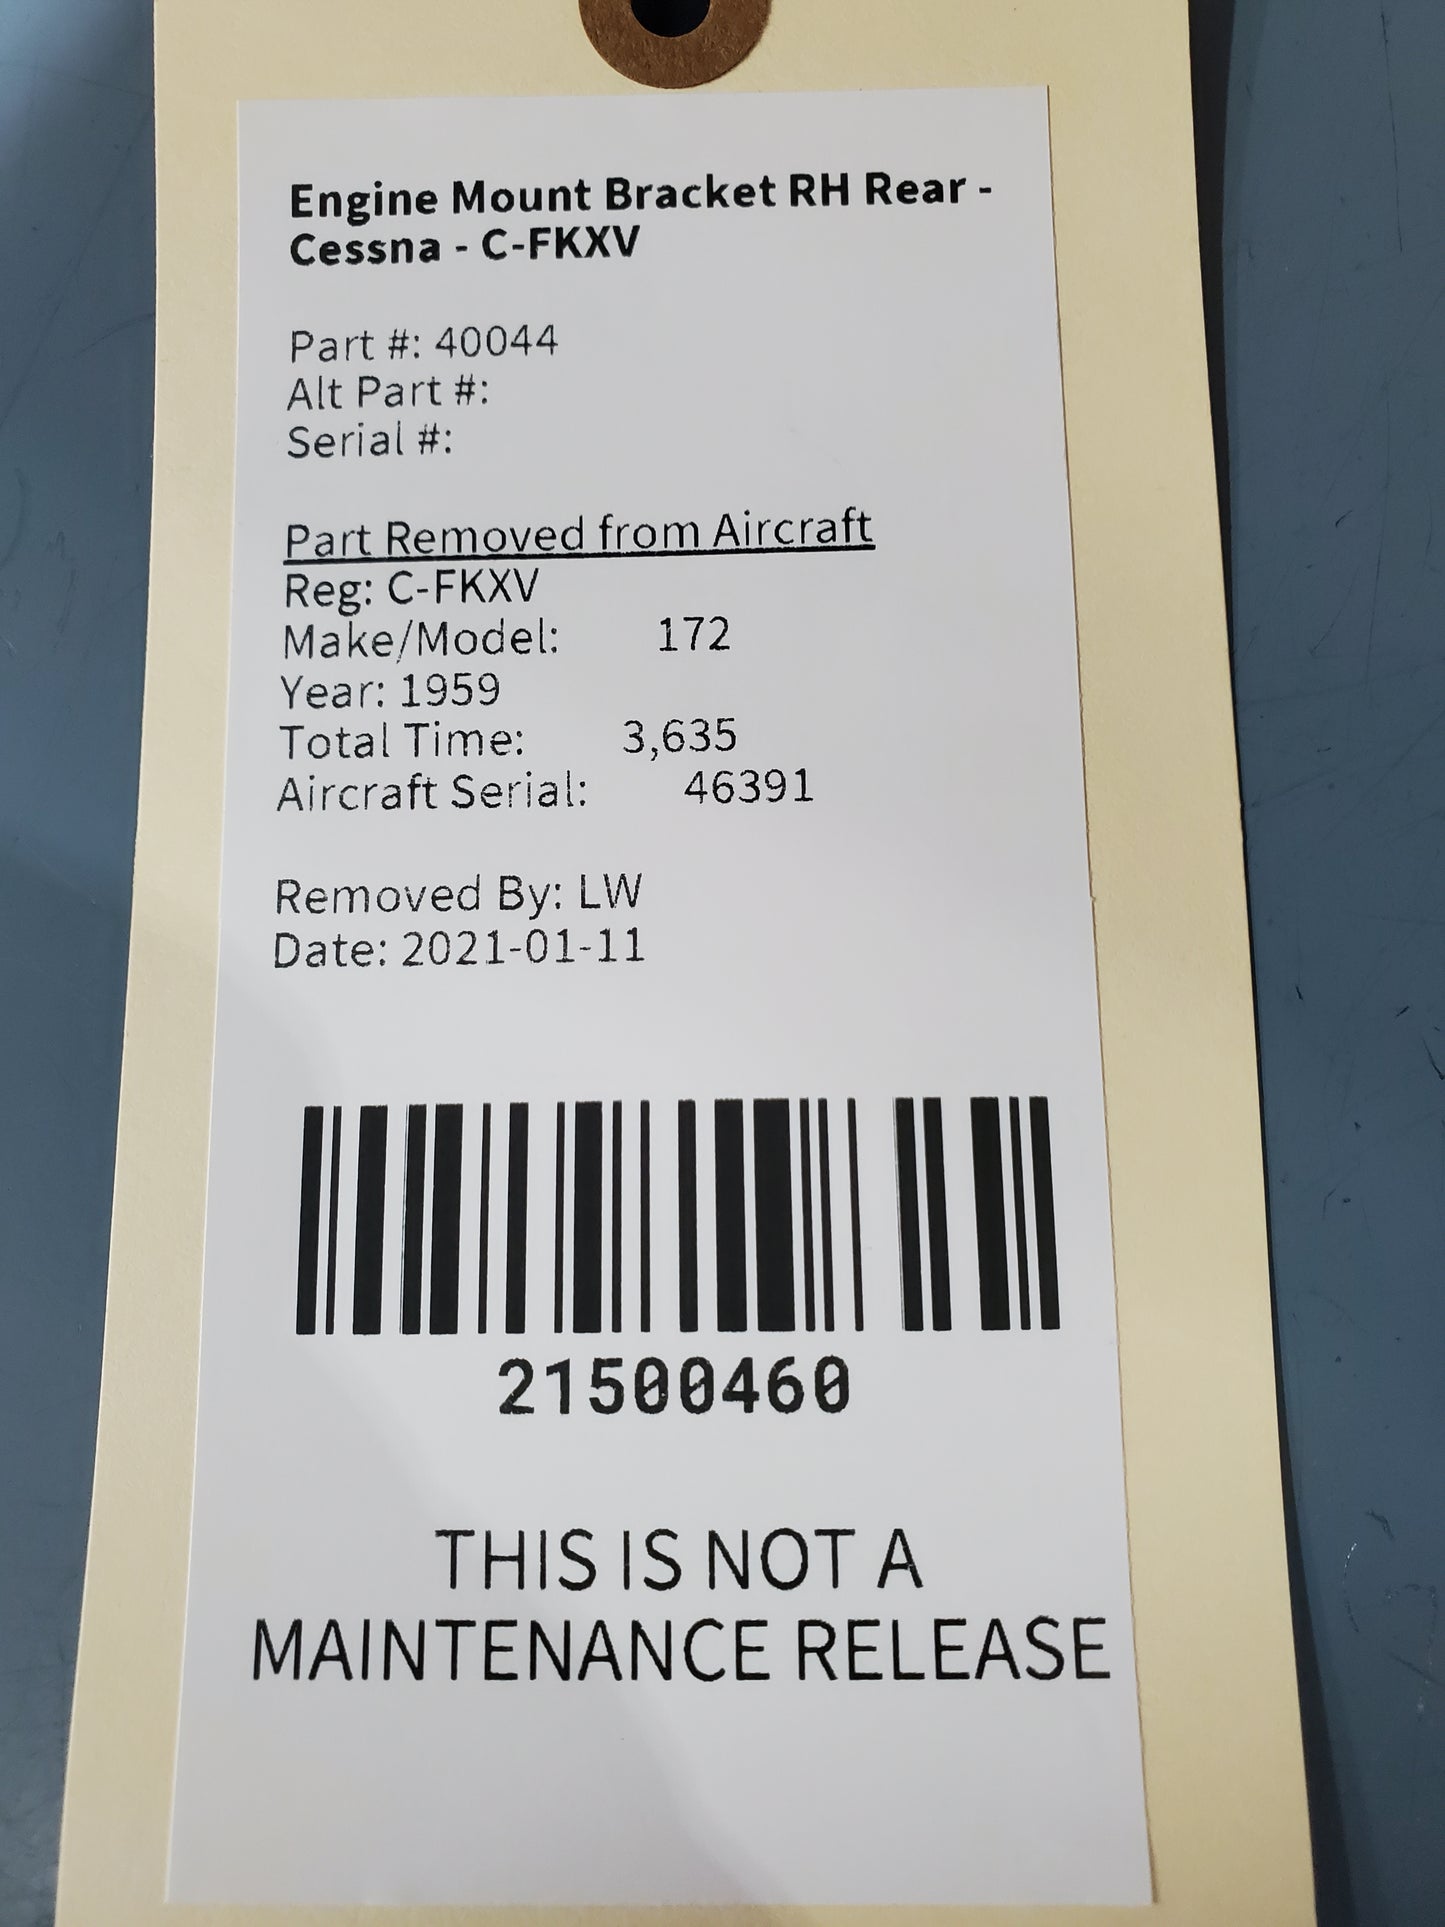 Engine Mount Bracket RH Rear -
Cessna - C-FKXV
Part #: 40044
Alt Part #:
Serial #:
Part Removed from Aircraft
Reg: C-FKXV
Make/Model: 172
Year: 1959
Total Time: 3,635
Aircraft Serial: 46391
Removed By: LW
Date: 2021-01-11
21500460
THIS IS NOT A
MAINTENANCE RELEASE